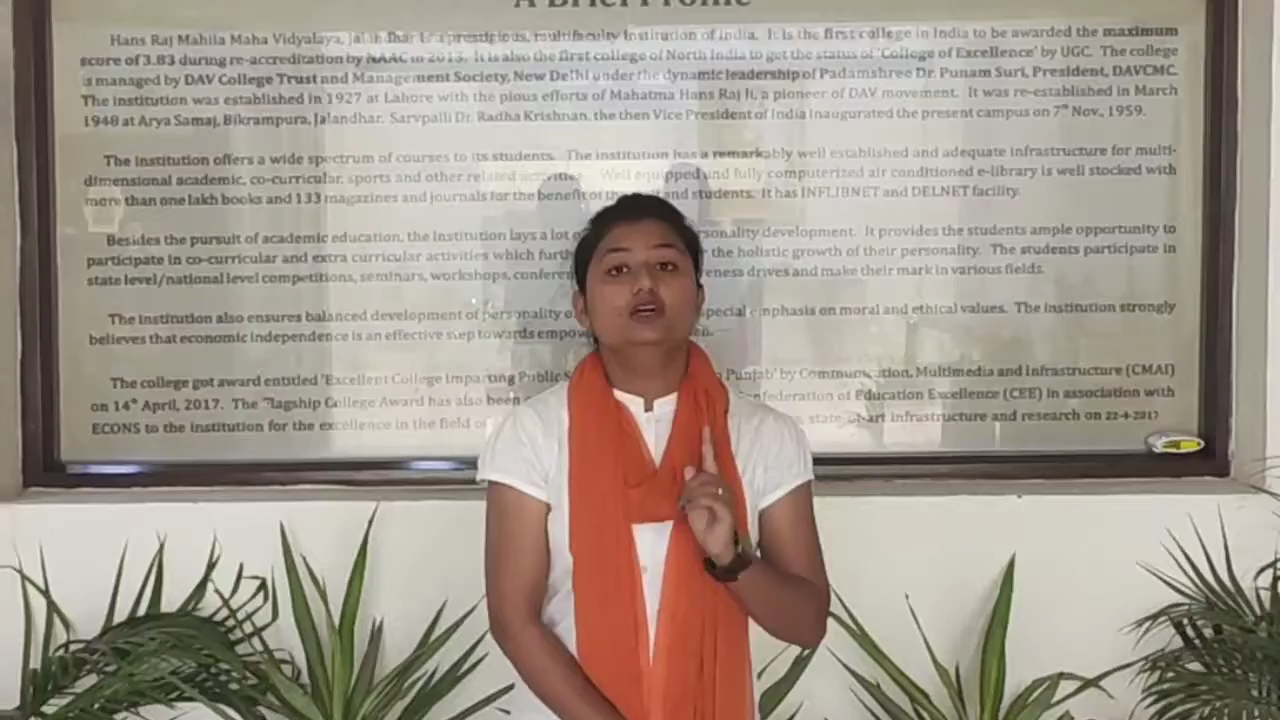 A Brief Profile
Hans Raj Mahila Maha Vidyalaya, Jalandhar is a prestigious, multifaculty institution of India. It is the first college in India to be awarded the maximum
score of 3.83 during re-accreditation by NAAC in 2013. It is also the first college of North India to get the status of 'College of Excellence' by UGC. The college
is managed by DAV College Trust and Management Society, New Delhi under the dynamic leadership of Padamshree Dr. Punam Suri, President, DAVCMC.
The institution was established in 1927 at Lahore with the pious efforts of Mahatma Hans Raj Ji, a pioneer of DAV movement. It was re-established in March
1948 at Arya Samaj, Bikrampura, Jalandhar. Sarvpalli Dr. Radha Krishnan, the then Vice President of India inaugurated the present campus on 7th Nov., 1959.
The institution offers a wide spectrum of courses to its students. The institution has a remarkably well established and adequate infrastructure for multi-
dimensional academic, co-curricular, sports and other related activities. Well equipped and fully computerized air conditioned e-library is well stocked with
more than one lakh books and 133 magazines and journals for the benefit of the and students. It has INFLIBNET and DELNET facility.
Besides the pursuit of academic education, the institution lays a lot personality development. It provides the students ample opportunity to
participate in co-curricular and extra curricular activities which the holistic growth of their personality. The students participate in
state level/national level competitions, seminars, workshops, drives and make their mark in various fields.
The institution also ensures balanced development of personality special emphasis on moral and ethical values. The institution strongly
believes that economic independence is an effective step towards
The college got award entitled 'Excellent College Imparting Public Punjab' by Communication, Multimedia and Infrastructure (CMAI)
on 14th April, 2017. The Flagship College Award has also been Confederation of Education Excellence (CEE) in association with
ECONS to the institution for the excellence in the field state art infrastructure and research on 22-4-2017